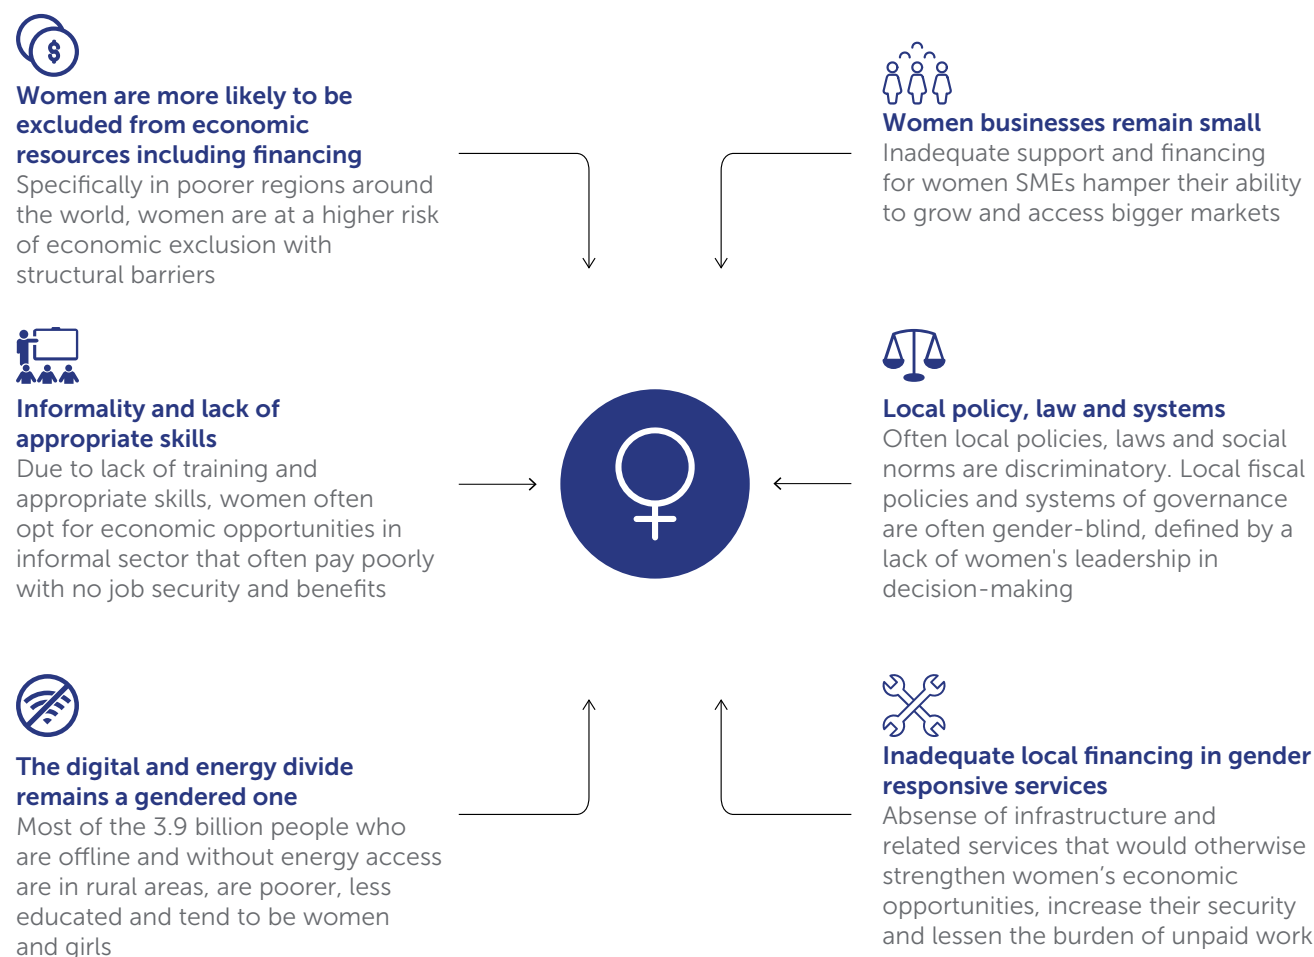 $
Women are more likely to be
excluded from economic
resources including financing
Specifically in poorer regions around
the world, women are at a higher risk
of economic exclusion with
structural barriers
Informality and lack of
appropriate skills
Due to lack of training and
appropriate skills, women often
opt for economic opportunities in
informal sector that often pay poorly
with no job security and benefits
The digital and energy divide
remains a gendered one
Most of the 3.9 billion people who
are offline and without energy access
are in rural areas, are poorer, less
educated and tend to be women
and girls
Women businesses remain small
Inadequate support and financing
for women SMEs hamper their ability
to grow and access bigger markets
Local policy, law and systems
Often local policies, laws and social
norms are discriminatory. Local fiscal
policies and systems of governance
are often gender-blind, defined by a
lack of women's leadership in
decision-making
Inadequate local financing in gender
responsive services
Absense of infrastructure and
related services that would otherwise
strengthen women’s economic
opportunities, increase their security
and lessen the burden of unpaid work